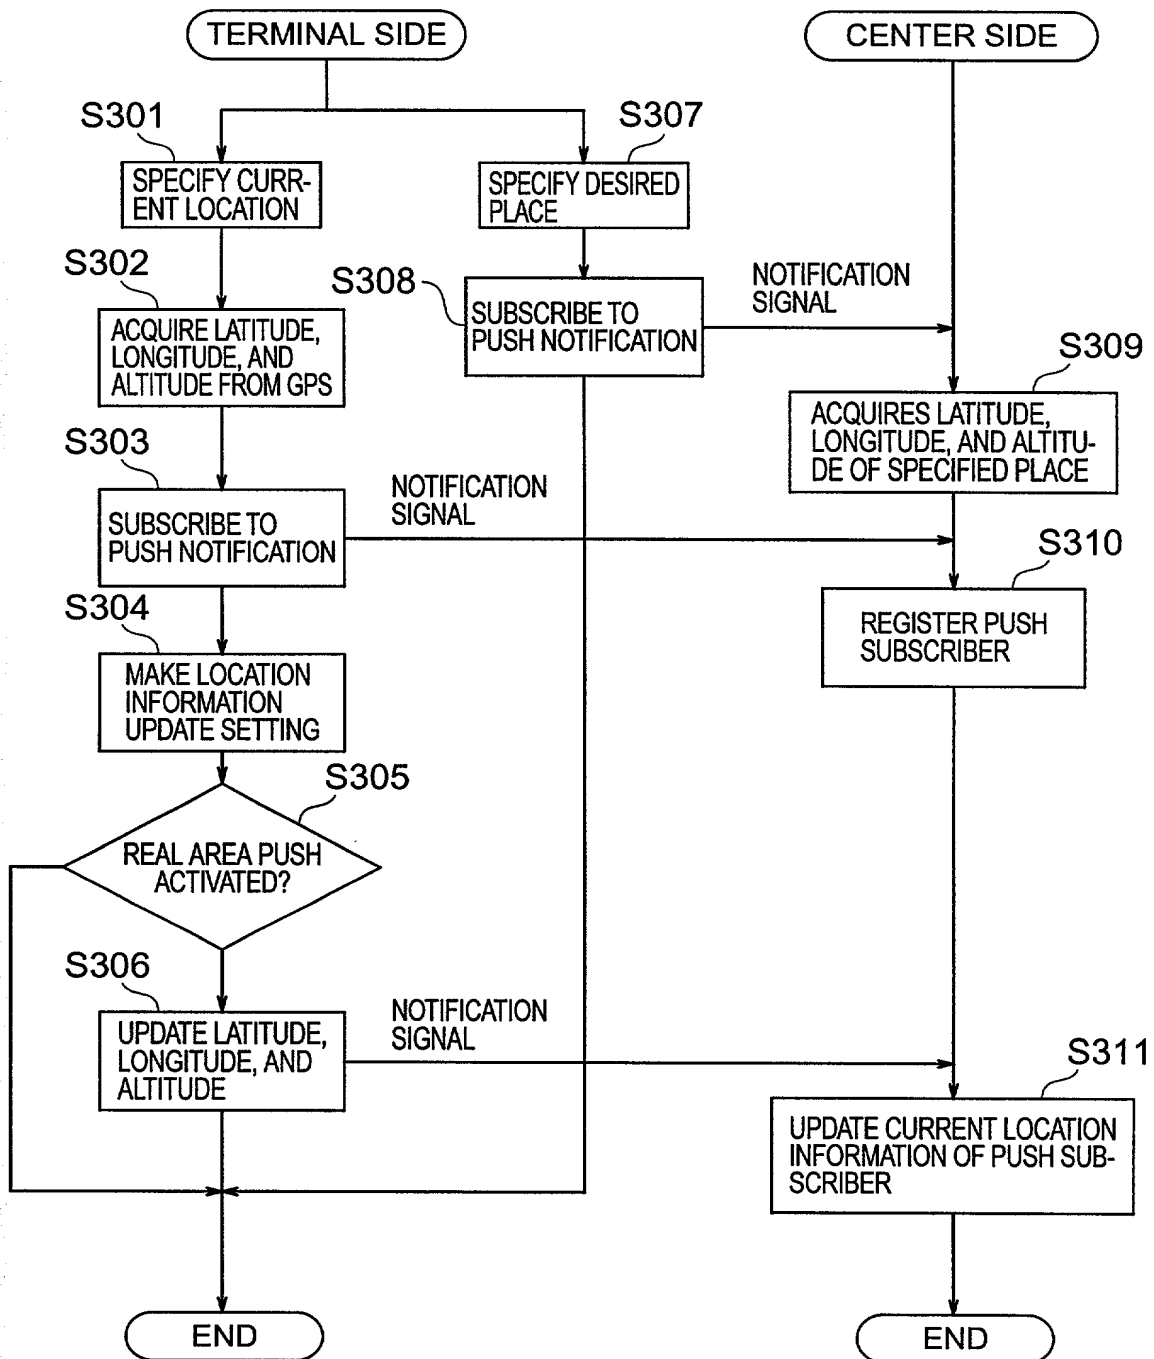 TERMINAL SIDE
CENTER SIDE
S301
SPECIFY CURR-
ENT LOCATION
S307
SPECIFY DESIRED
PLACE
S302
ACQUIRE LATITUDE,
LONGITUDE, AND
ALTITUDE FROM GPS
S308
SUBSCRIBE TO
PUSH NOTIFICATION
NOTIFICATION
SIGNAL
S309
ACQUIRES LATITUDE,
LONGITUDE, AND ALTITU-
DE OF SPECIFIED PLACE
S303
SUBSCRIBE TO
PUSH NOTIFICATION
NOTIFICATION
SIGNAL
S310
REGISTER PUSH
SUBSCRIBER
S304
MAKE LOCATION
INFORMATION
UPDATE SETTING
S305
REAL AREA PUSH
ACTIVATED?
S306
UPDATE LATITUDE,
LONGITUDE, AND
ALTITUDE
NOTIFICATION
SIGNAL
S311
UPDATE CURRENT LOCATION
INFORMATION OF PUSH SUB-
SCRIBER
END
END